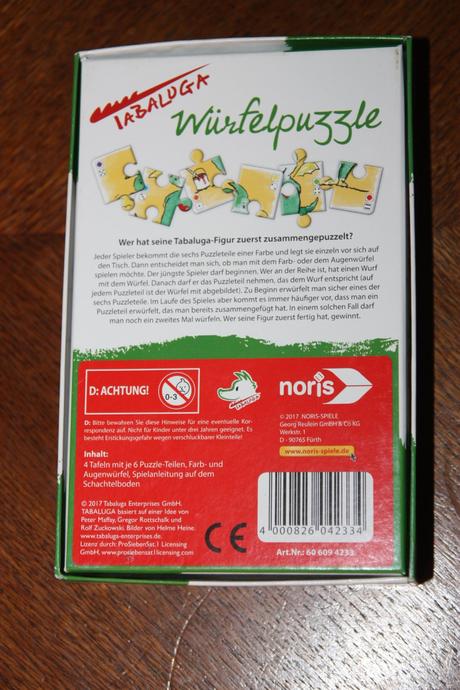 TABALUGA
Würfelpuzzle
Wer hat seine Tabaluga-Figur zuerst zusammengepuzzelt?
Jeder Spieler bekommt die sechs Puzzleteile einer Farbe und legt sie einzeln vor sich auf
den Tisch. Dann entscheidet man sich, ob man mit dem Farb- oder dem Augenwürfel
spielen möchte. Der jüngste Spieler darf beginnen. Wer an der Reihe ist, hat einen Wurf
mit dem Würfel. Danach darf er das Puzzleteil nehmen, das dem Wurf entspricht (auf
jedem Puzzleteil ist der Würfel mit abgebildet). Zu Beginn erwürfelt man sicher eines der
sechs Puzzleteile. Im Laufe des Spieles aber kommt es immer häufiger vor, dass man ein
Puzzleteil erwürfelt, das man bereits zusammengefügt hat. In einem solchen Fall darf
man noch ein zweites Mal würfeln. Wer seine Figur zuerst fertig hat, gewinnt.
D: ACHTUNG!
0-3
TABALUGA
noris
D: Bitte bewahren Sie diese Hinweise für eine eventuelle Kor-
respondenz auf. Nicht für Kinder unter drei Jahren geeignet. Es
besteht Erstickungsgefahr wegen verschluckbarer Kleinteile!
© 2017 NORIS-SPIELE
Georg Reulein GmbH & Co KG
Werkstr. 1
D - 90765 Fürth
www.noris-spiele.de
Inhalt:
4 Tafeln mit je 6 Puzzle-Teilen, Farb- und
Augenwürfel, Spielanleitung auf dem
Schachtelboden
© 2017 Tabaluga Enterprises GmbH.
TABALUGA basiert auf einer Idee von
Peter Maffay, Gregor Rottschalk und
Rolf Zuckowski. Bilder von Helme Heine.
www.tabaluga-enterprises.de
Lizenz durch: ProSiebenSat.1 Licensing
GmbH, www.prosiebensat1licensing.com
CE
4 000826 042334
Art.Nr.: 60 609 4233